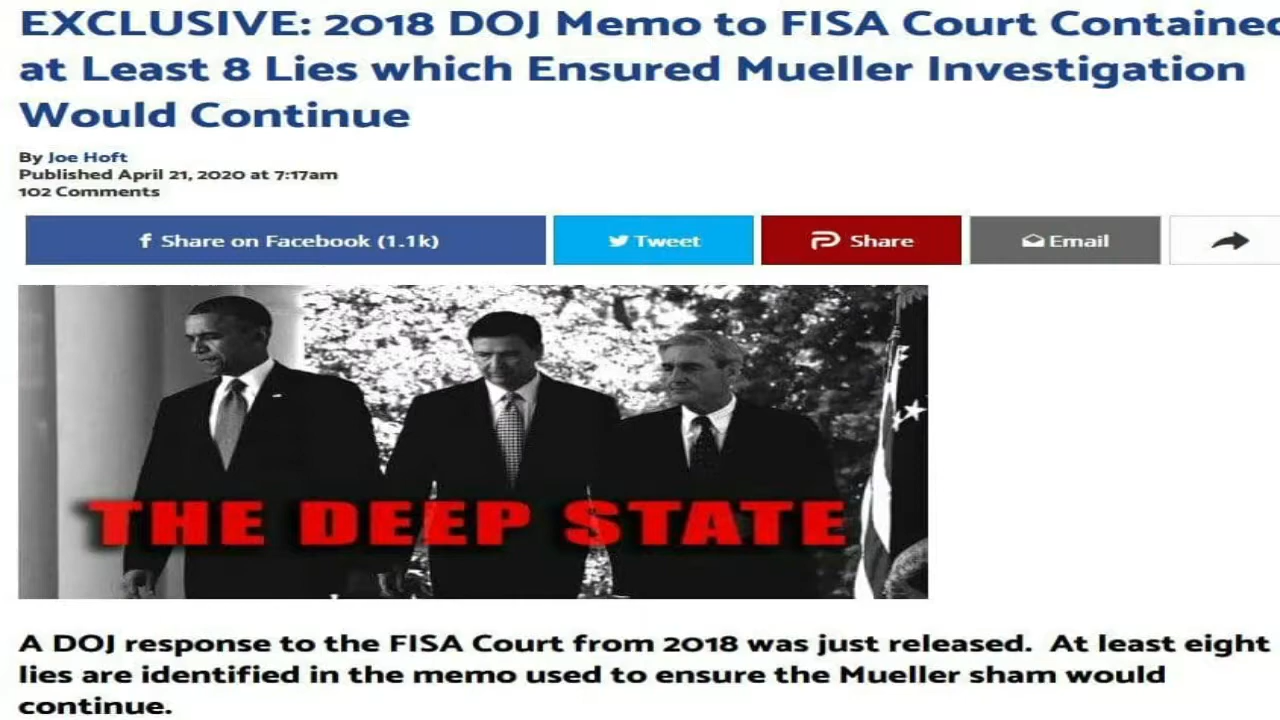 EXCLUSIVE: 2018 DOJ Memo to FISA Court Contained
at Least 8 Lies which Ensured Mueller Investigation
Would Continue
By Joe Hoft
Published April 21, 2020 at 7:17am
102 Comments
f Share on Facebook (1.1k)
Tweet
Share
Email
THE DEEP STATE
A DOJ response to the FISA Court from 2018 was just released. At least eight
lies are identified in the memo used to ensure the Mueller sham would
continue.